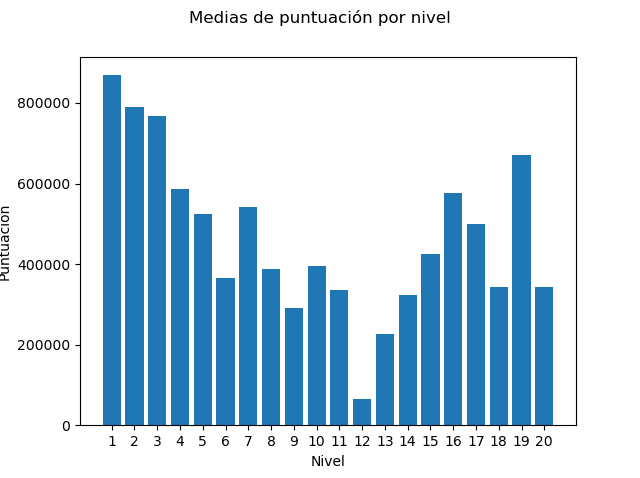 Medias de puntuación por nivel
800000
600000
400000
200000
0
Puntuacion
1 2 3 4 5 6 7 8 9 10 11 12 13 14 15 16 17 18 19 20
Nivel